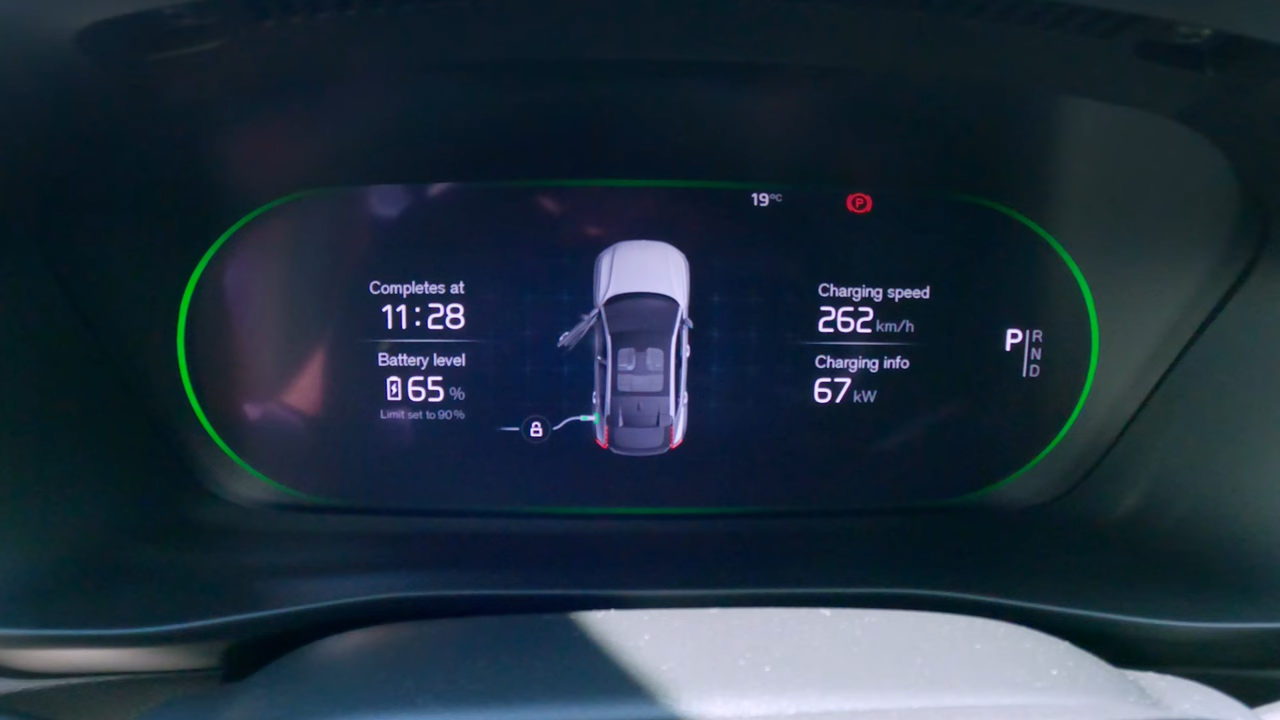 19°C
P
Completes at
11:28
Battery level
65 %
Limit set to 90%
Charging speed
262 km/h
Charging info
67 kW
P R
N
D